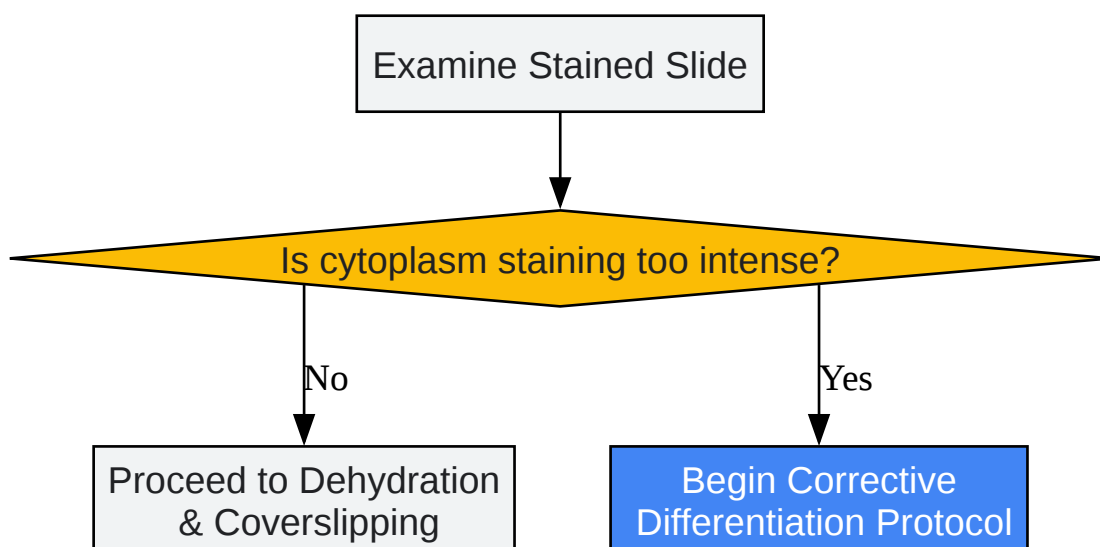 Examine Stained Slide
Is cytoplasm staining too intense?
No
Yes
Proceed to Dehydration
& Coverslipping
Begin Corrective
Differentiation Protocol